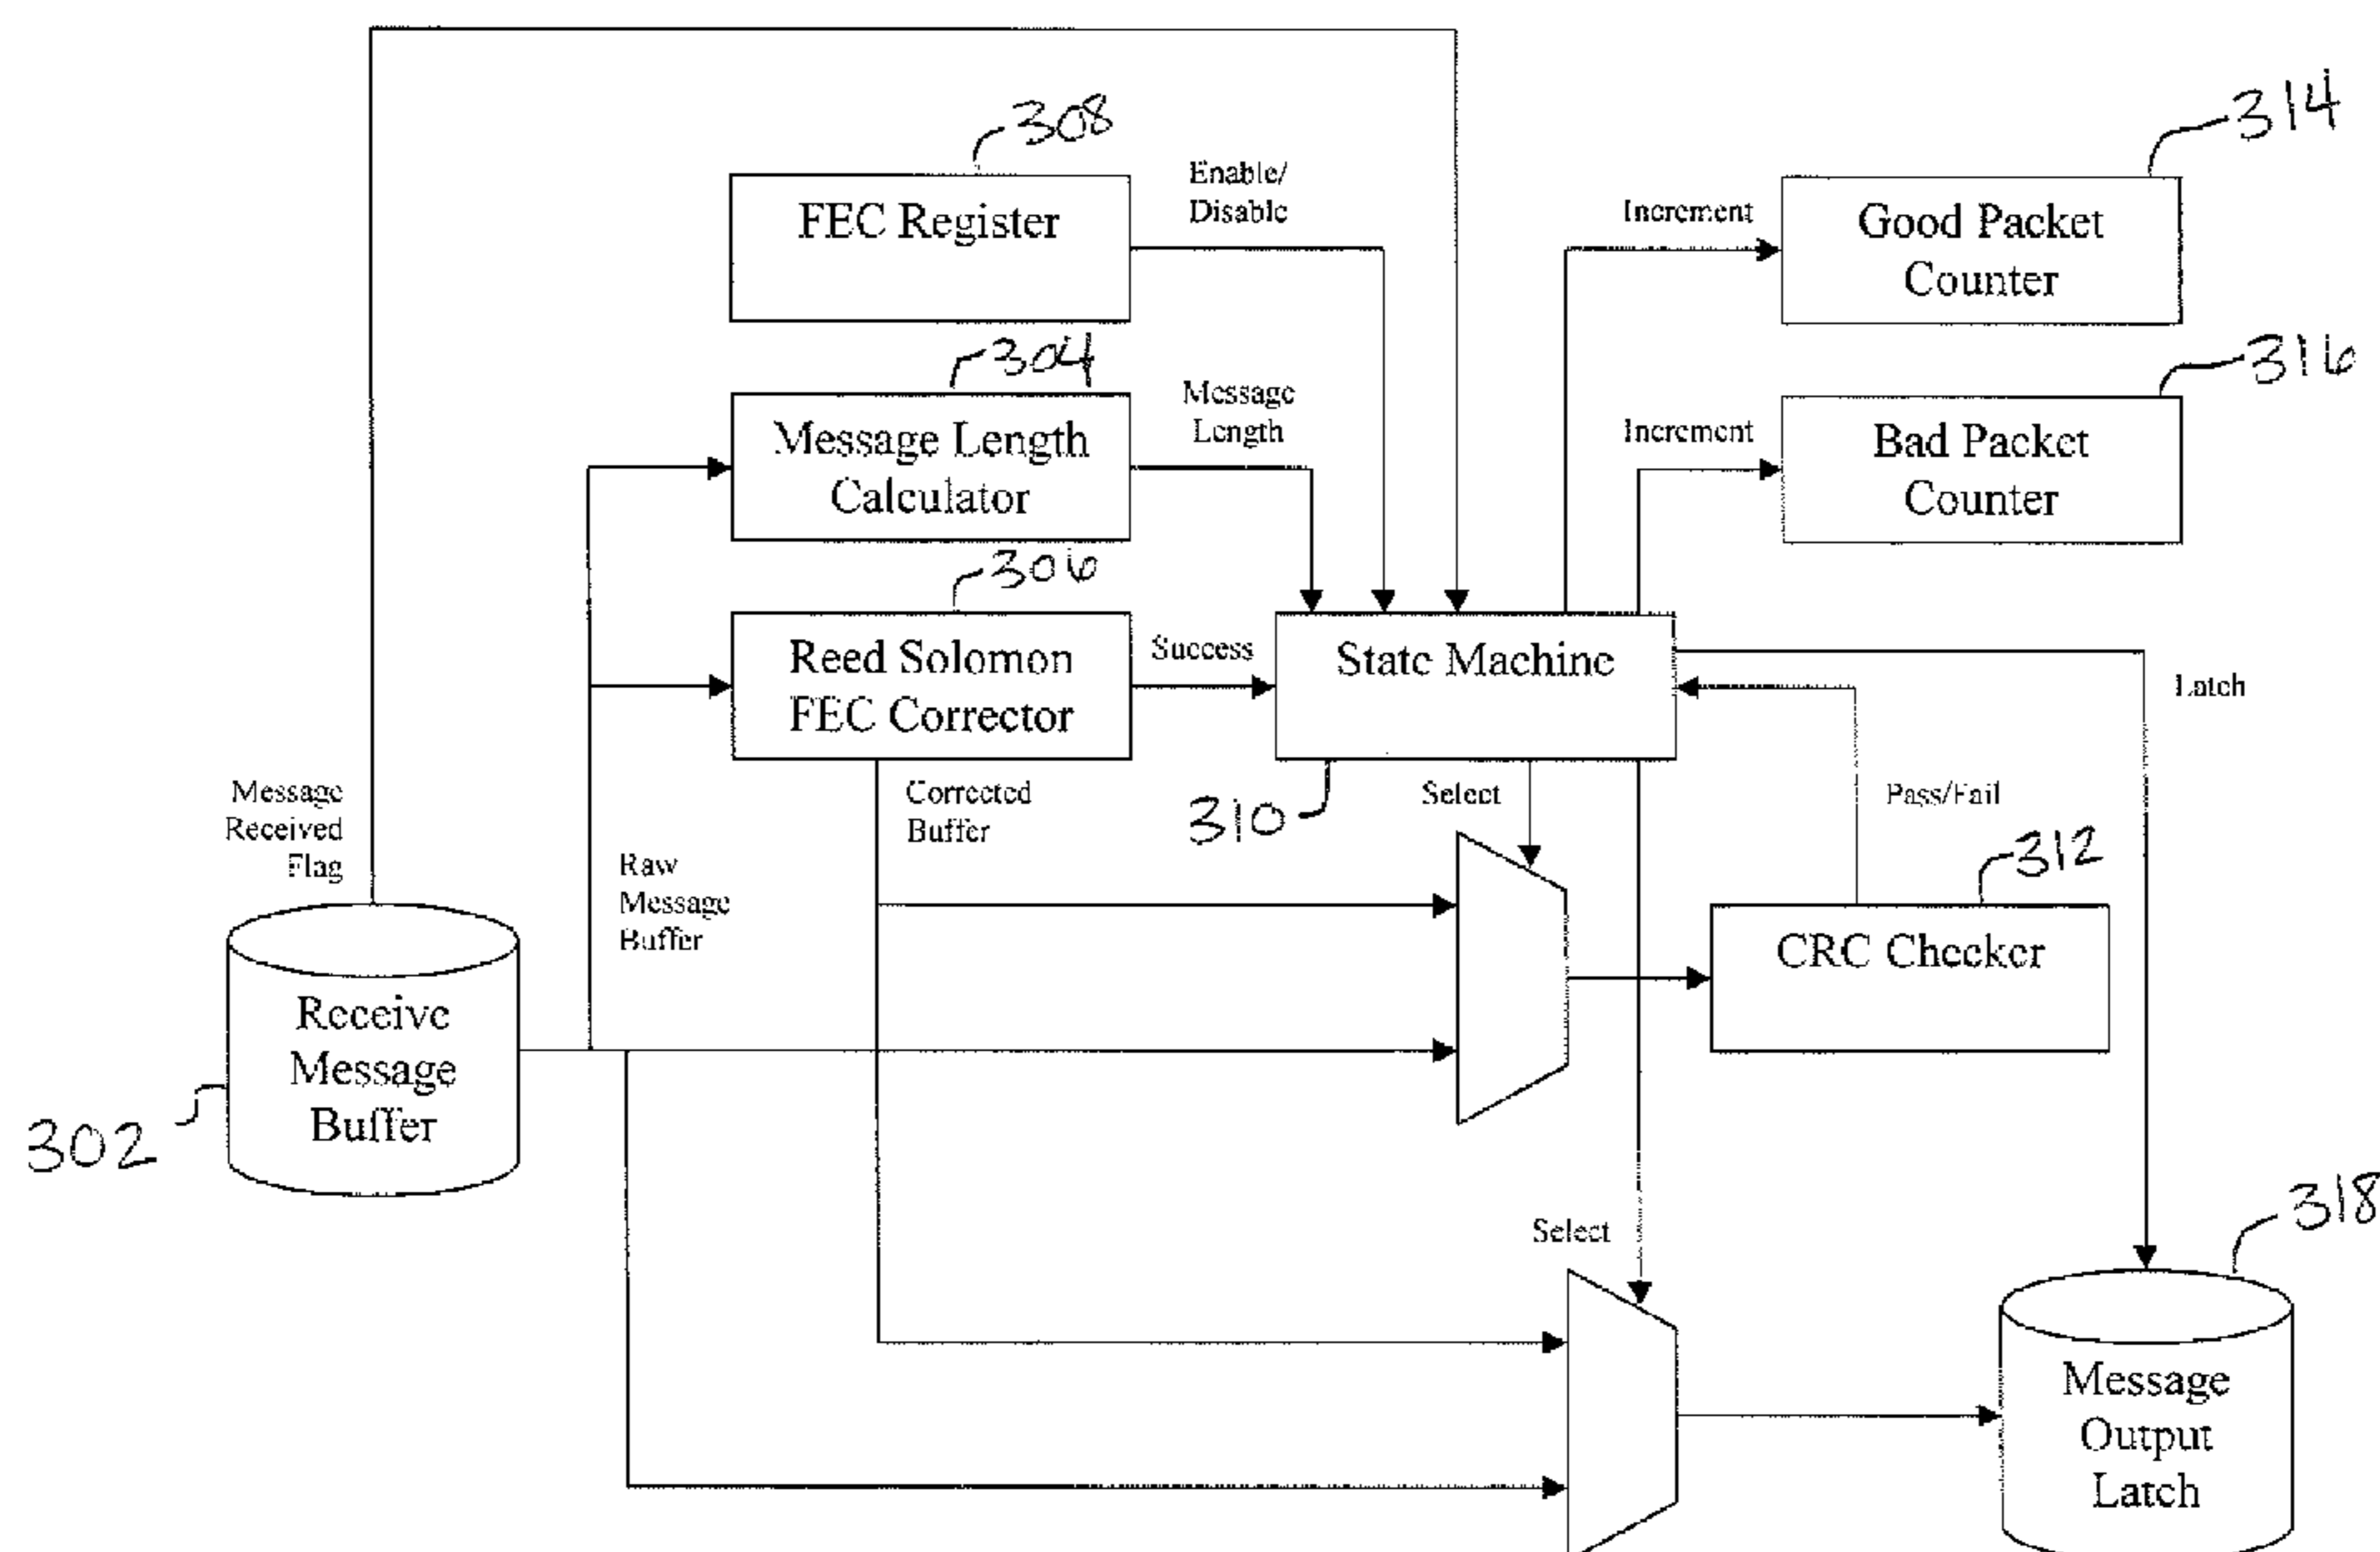 308
314
FEC Register
Enable/
Disable
Increment
Good Packet
Counter
304
316
Message Length
Calculator
Message
Length
Increment
Bad Packet
Counter
306
Reed Solomon
FEC Corrector
Success
State Machine
Latch
Message
Received
Flag
Corrected
Buffer
310
Select
Pass/Fail
Raw
Message
Buffer
312
CRC Checker
Receive
Message
Buffer
302
Select
318
Message
Output
Latch